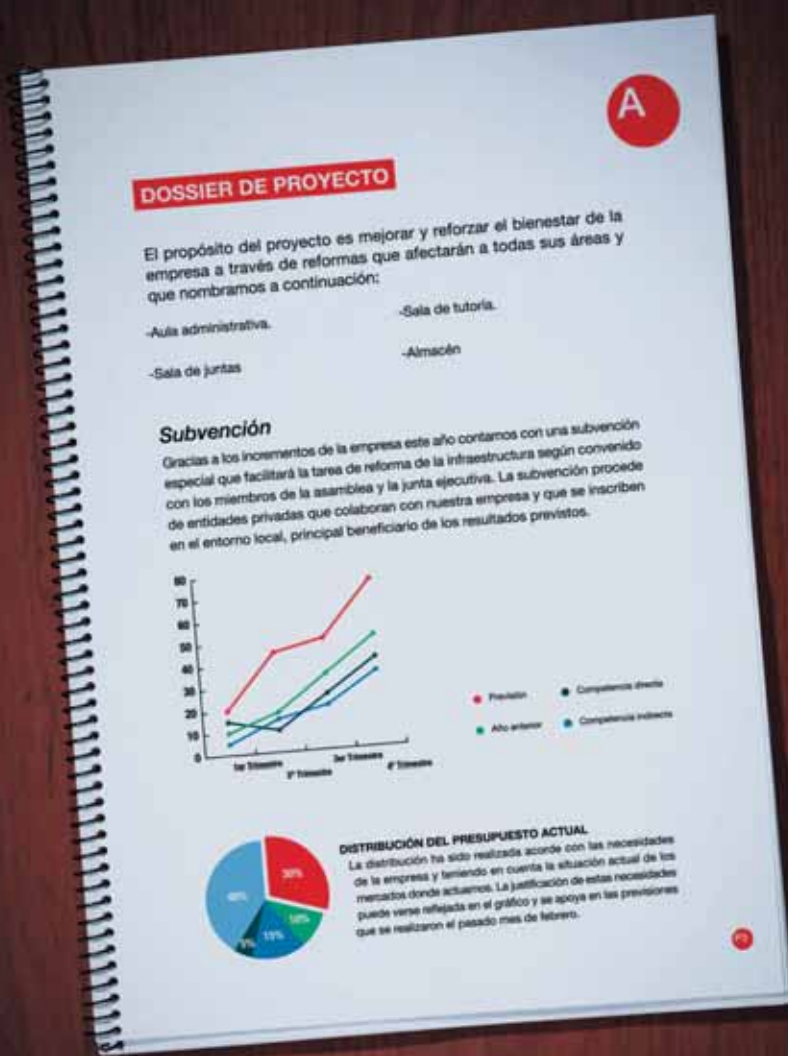 A
DOSSIER DE PROYECTO
El propósito del proyecto es mejorar y reforzar el bienestar de la
empresa a través de reformas que afectarán a todas sus áreas y
que nombramos a continuación:
-Aula administrativa.
-Sala de tutoría.
-Sala de juntas
-Almacén
Subvención
Gracias a los incrementos de la empresa este año contamos con una subvención
especial que facilitará la tarea de reforma de la infraestructura según convenido
con los miembros de la asamblea y la junta ejecutiva. La subvención procede
de entidades privadas que colaboran con nuestra empresa y que se inscriben
en el entorno local, principal beneficiario de los resultados previstos.
80
70
60
50
40
30
20
10
0
1er Trimestre
2º Trimestre
3er Trimestre
4º Trimestre
Previsión
Competencia directa
Año anterior
Competencia indirecta
DISTRIBUCIÓN DEL PRESUPUESTO ACTUAL
La distribución ha sido realizada acorde con las necesidades
de la empresa y teniendo en cuenta la situación actual de los
mercados donde actuamos. La justificación de estas necesidades
puede verse reflejada en el gráfico y se apoya en las previsiones
que se realizaron el pasado mes de febrero.
30%
40%
10%
15%
5%